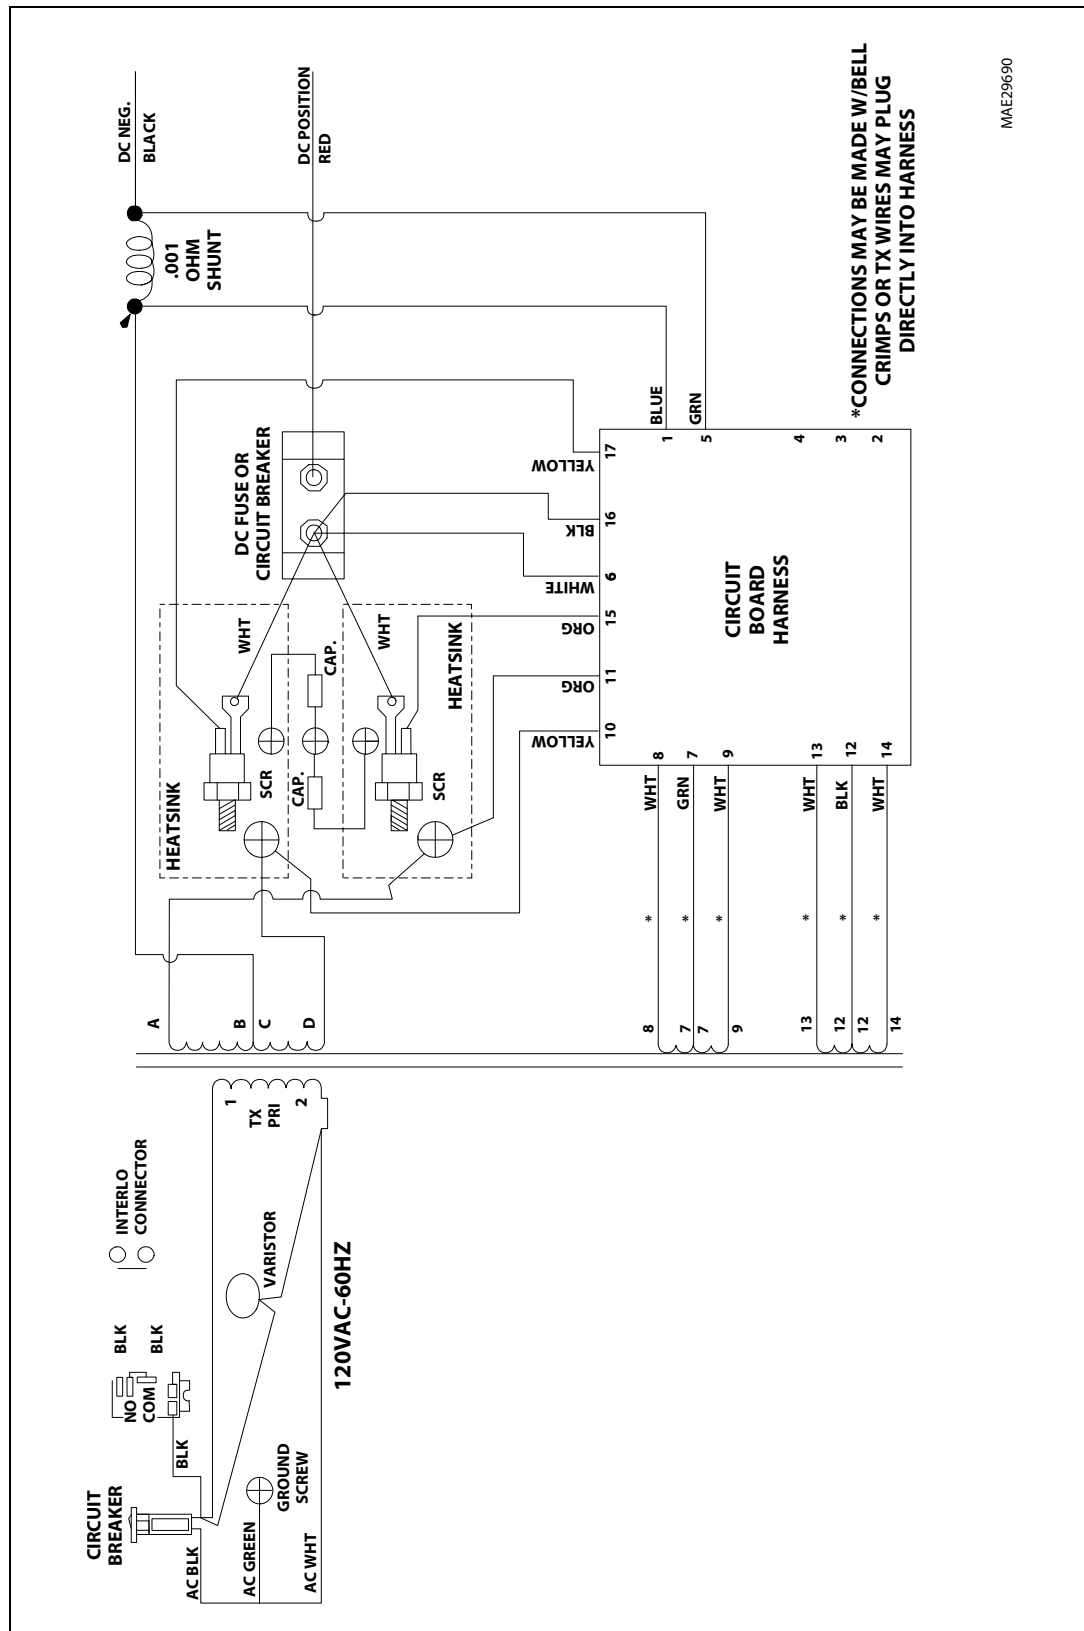 CIRCUIT
BREAKER
AC BLK
BLK
NO
COM
BLK
BLK
INTERLO
CONNECTOR
AC GREEN
GROUND
SCREW
AC WHT
VARISTOR
120VAC-60HZ
1
TX
PRI
2
A
B
C
D
HEATSINK
SCR
WHT
CAP.
CAP.
WHT
SCR
HEATSINK
DC FUSE OR
CIRCUIT BREAKER
.001
OHM
SHUNT
DC NEG.
BLACK
DC POSITION
RED
YELLOW
ORG
ORG
WHITE
BLK
YELLOW
10
11
15
6
16
17
BLUE
GRN
1
5
4
3
2
CIRCUIT
BOARD
HARNESS
8
7
9
13
12
14
WHT
GRN
WHT
WHT
BLK
WHT
*
*
*
*
*
*
8
7
7
9
13
12
12
14
*CONNECTIONS MAY BE MADE W/BELL
CRIMPS OR TX WIRES MAY PLUG
DIRECTLY INTO HARNESS
MAE29690